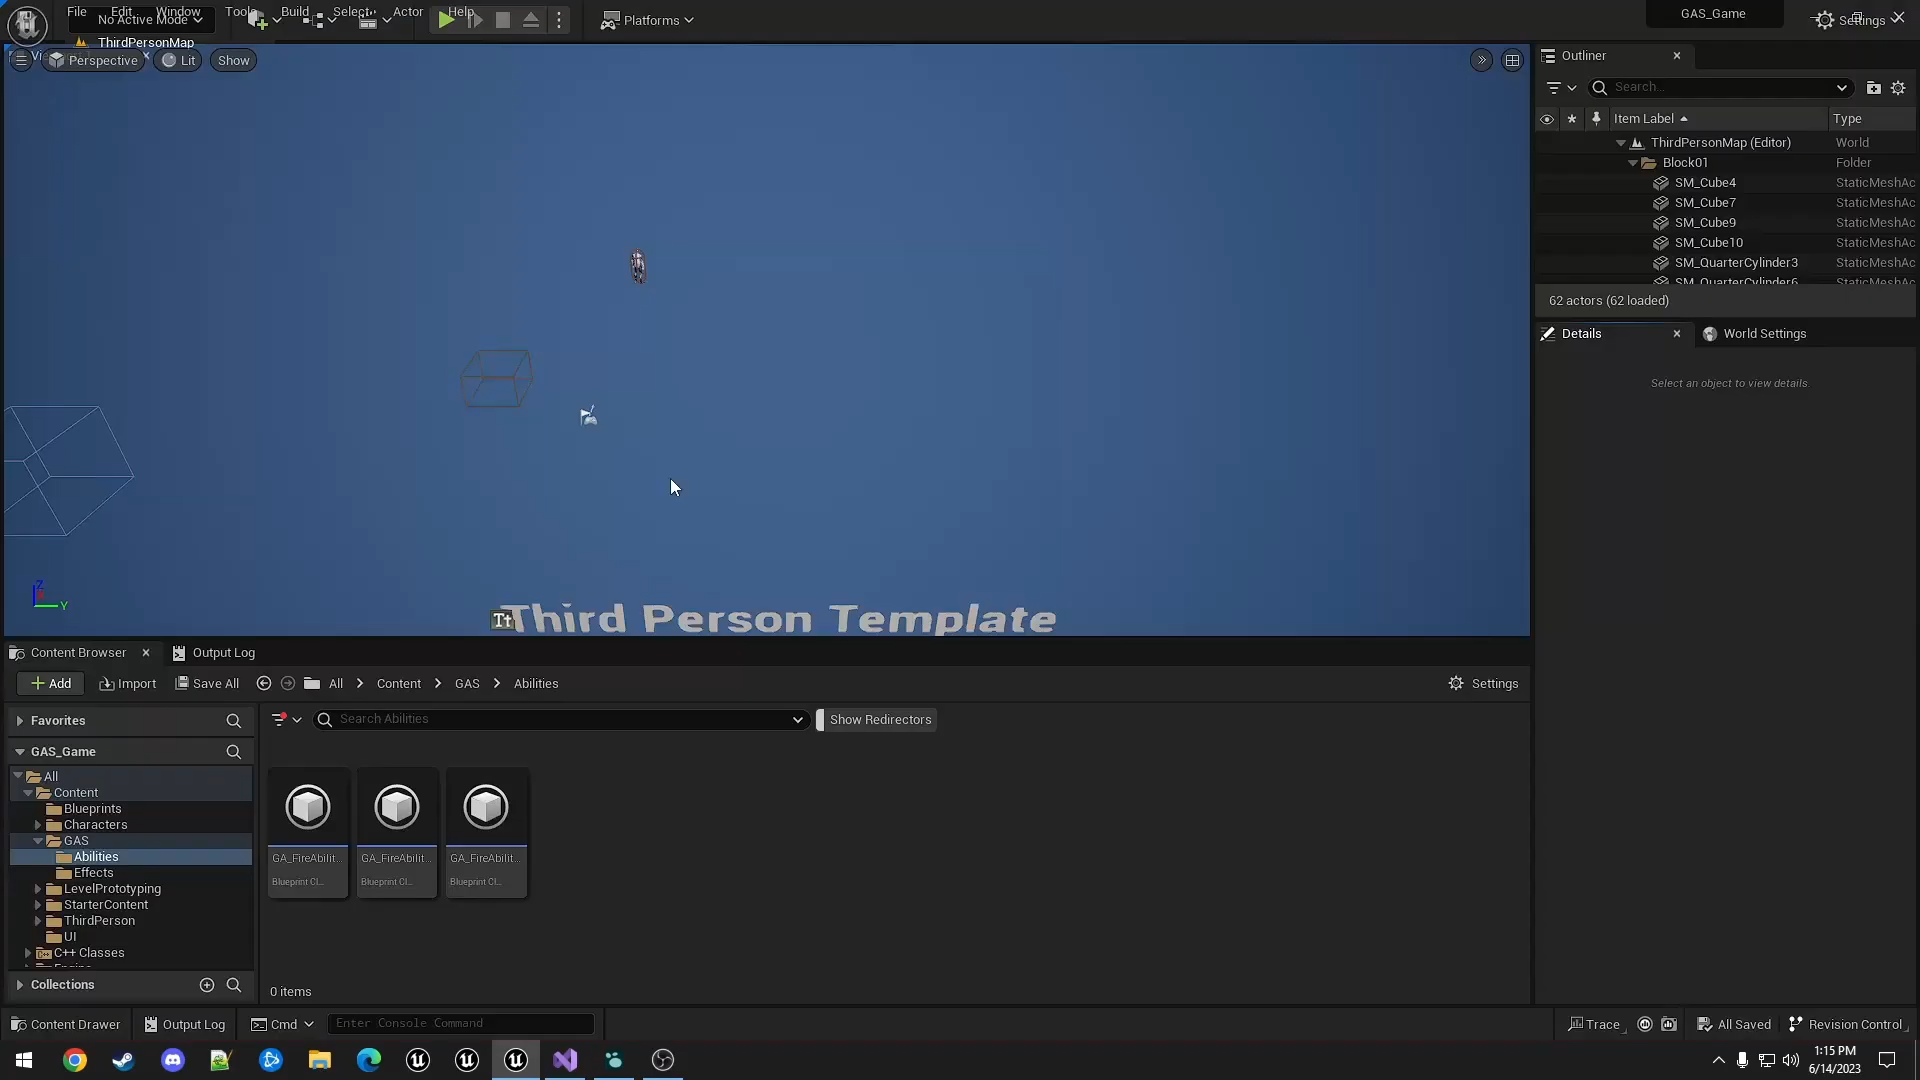 File Edit Window Tools Build Select Actor Help
GAS_Game
No Active Mode
Platforms
Settings
ThirdPersonMap
Perspective
Lit
Show
Outliner
Search...
Item Label
Type
ThirdPersonMap (Editor)
World
Block01
Folder
SM_Cube4
StaticMeshAc
SM_Cube7
StaticMeshAc
SM_Cube9
StaticMeshAc
SM_Cube10
StaticMeshAc
SM_QuarterCylinder3
StaticMeshAc
SM_QuarterCylinder6
StaticMeshAc
62 actors (62 loaded)
Details
World Settings
Select an object to view details.
Z
Y
Tt
Third Person Template
Content Browser
Output Log
Add
Import
Save All
All
Content
GAS
Abilities
Settings
Favorites
Search Abilities
Show Redirectors
GAS_Game
All
Content
Blueprints
Characters
GAS
Abilities
Effects
LevelPrototyping
StarterContent
ThirdPerson
UI
C++ Classes
Collections
GA_FireAbilit...
Blueprint Cl...
GA_FireAbilit...
Blueprint Cl...
GA_FireAbilit...
Blueprint Cl...
0 items
Content Drawer
Output Log
Cmd
Enter Console Command
Trace
All Saved
Revision Control
1:15 PM
6/14/2023